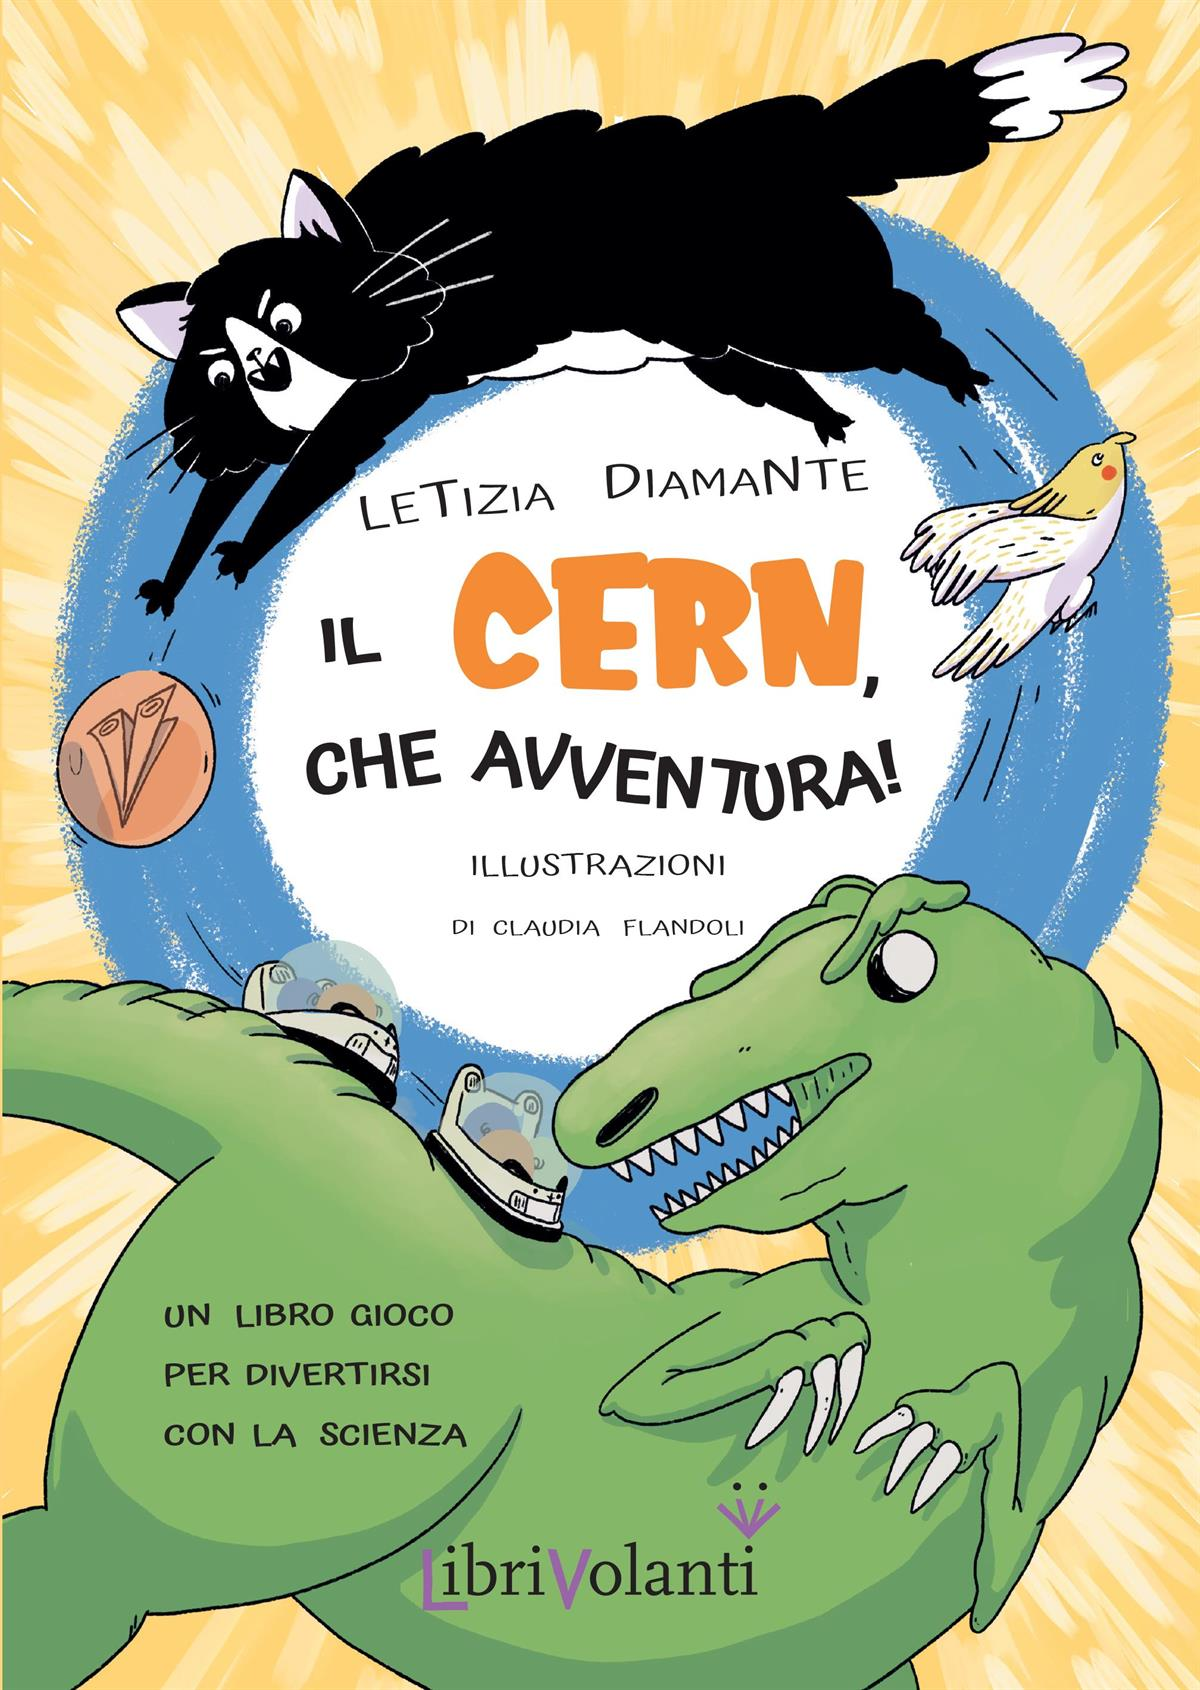 LETIZIA DIAMANTE
IL CERN,
CHE AVVENTURA!
ILLUSTRAZIONI
DI CLAUDIA FLANDOLI
UN LIBRO GIOCO
PER DIVERTIRSI
CON LA SCIENZA
LibriVolanti